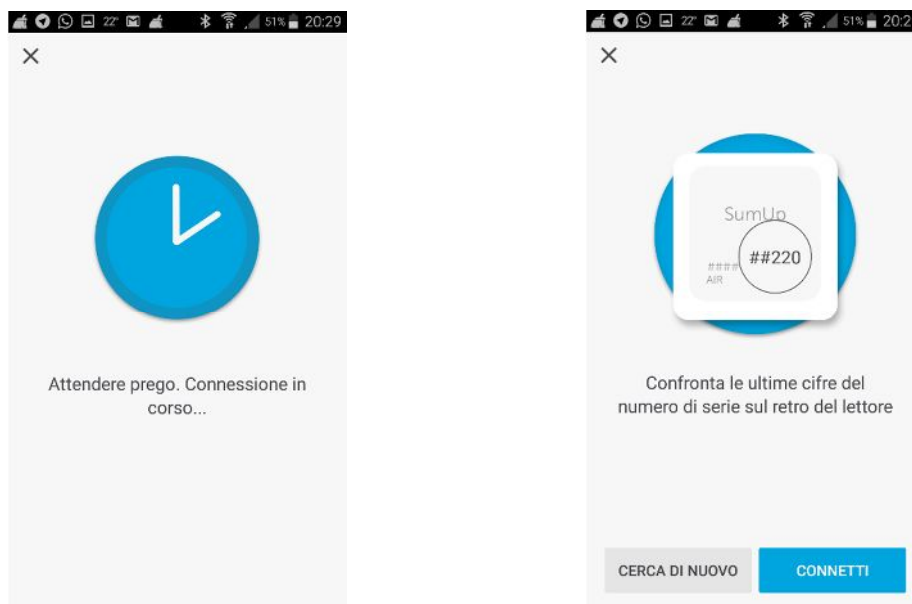 22°
51%
20:29
Attendere prego. Connessione in
corso...
22°
51%
20:2
SumUp
##220
####
AIR
Confronta le ultime cifre del
numero di serie sul retro del lettore
CERCA DI NUOVO
CONNETTI